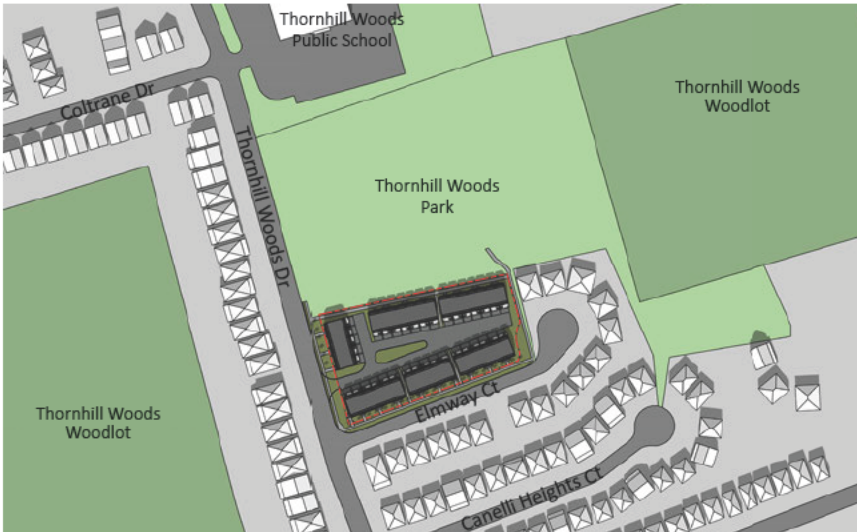 Thornhill Woods
Public School
Coltrane Dr
Thornhill Woods
Woodlot
Thornhill Woods Dr
Thornhill Woods
Park
Thornhill Woods
Woodlot
Elmway Ct
Canelli Heights Ct